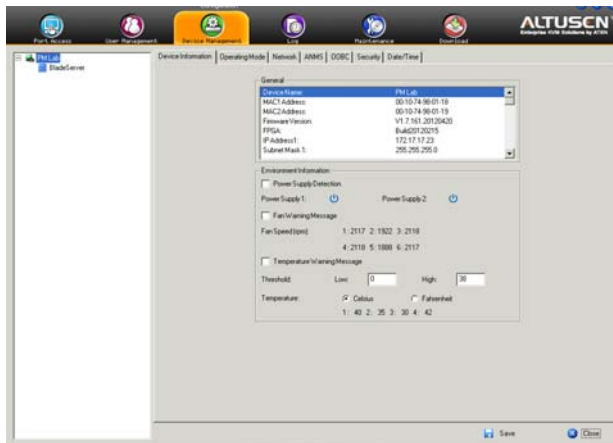 Port Access User Management Device Management Log Maintenance Download
ALTUSCN
Enterprise KVM Solutions by ATEN
PM Lab
BladeServer
Device Information Operating Mode Network ANMS OOBC Security Date/Time
General
Device Name: PM Lab
MAC1 Address: 00-10-74-98-01-18
MAC2 Address: 00-10-74-98-01-19
Firmware Version: V1.7.161.20120420
FPGA: Build20120215
IP Address1: 172.17.17.23
Subnet Mask 1: 255.255.255.0
Environment Information
Power Supply Detection
Power Supply 1: Power Supply 2:
Fan Warning Message
Fan Speed(rpm) 1: 2117 2: 1922 3: 2118
4: 2118 5: 1888 6: 2117
Temperature Warning Message
Threshold: Low: 0 High: 38
Temperature: Celsius Fahrenheit
1: 40 2: 35 3: 30 4: 42
Save Close